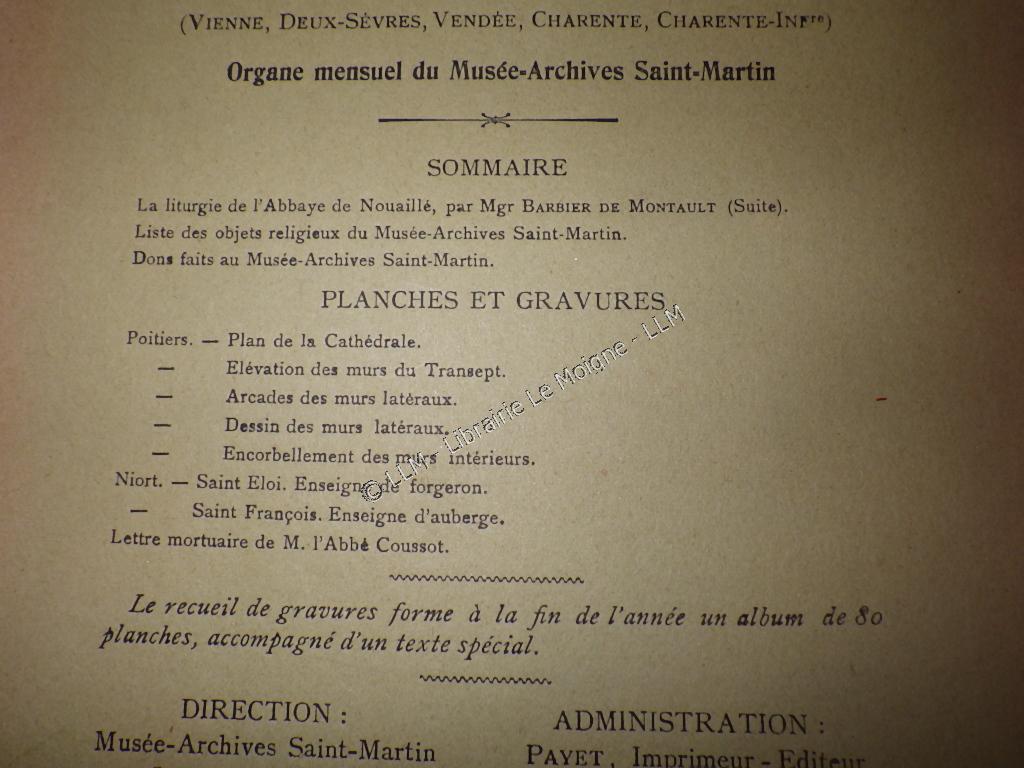 (VIENNE, DEUX-SÈVRES, VENDÉE, CHARENTE, CHARENTE-INFre)
Organe mensuel du Musée-Archives Saint-Martin
SOMMAIRE
La liturgie de l'Abbaye de Nouaillé, par Mgr BARBIER DE MONTAULT (Suite).
Liste des objets religieux du Musée-Archives Saint-Martin.
Dons faits au Musée-Archives Saint-Martin.
PLANCHES ET GRAVURES
Poitiers. — Plan de la Cathédrale.
— Elévation des murs du Transept.
— Arcades des murs latéraux.
— Dessin des murs latéraux.
— Encorbellement des murs intérieurs.
Niort. — Saint Eloi. Enseigne de forgeron.
— Saint François. Enseigne d'auberge.
Lettre mortuaire de M. l'Abbé Coussot.
© LLM - Librairie Le Moigne - LLM
Le recueil de gravures forme à la fin de l'année un album de 80
planches, accompagné d'un texte spécial.
DIRECTION :
Musée-Archives Saint-Martin
ADMINISTRATION :
PAYET, Imprimeur-Editeur